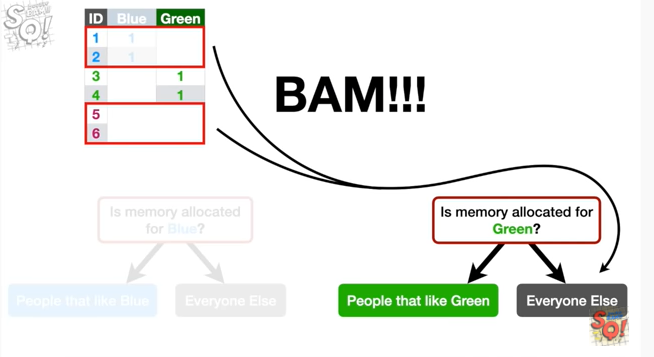 ID Blue Green
1 1
2 1
3 1
4 1
5
6
BAM!!!
Is memory allocated
for Blue?
People that like Blue
Everyone Else
Is memory allocated for
Green?
People that like Green
Everyone Else
SQ!